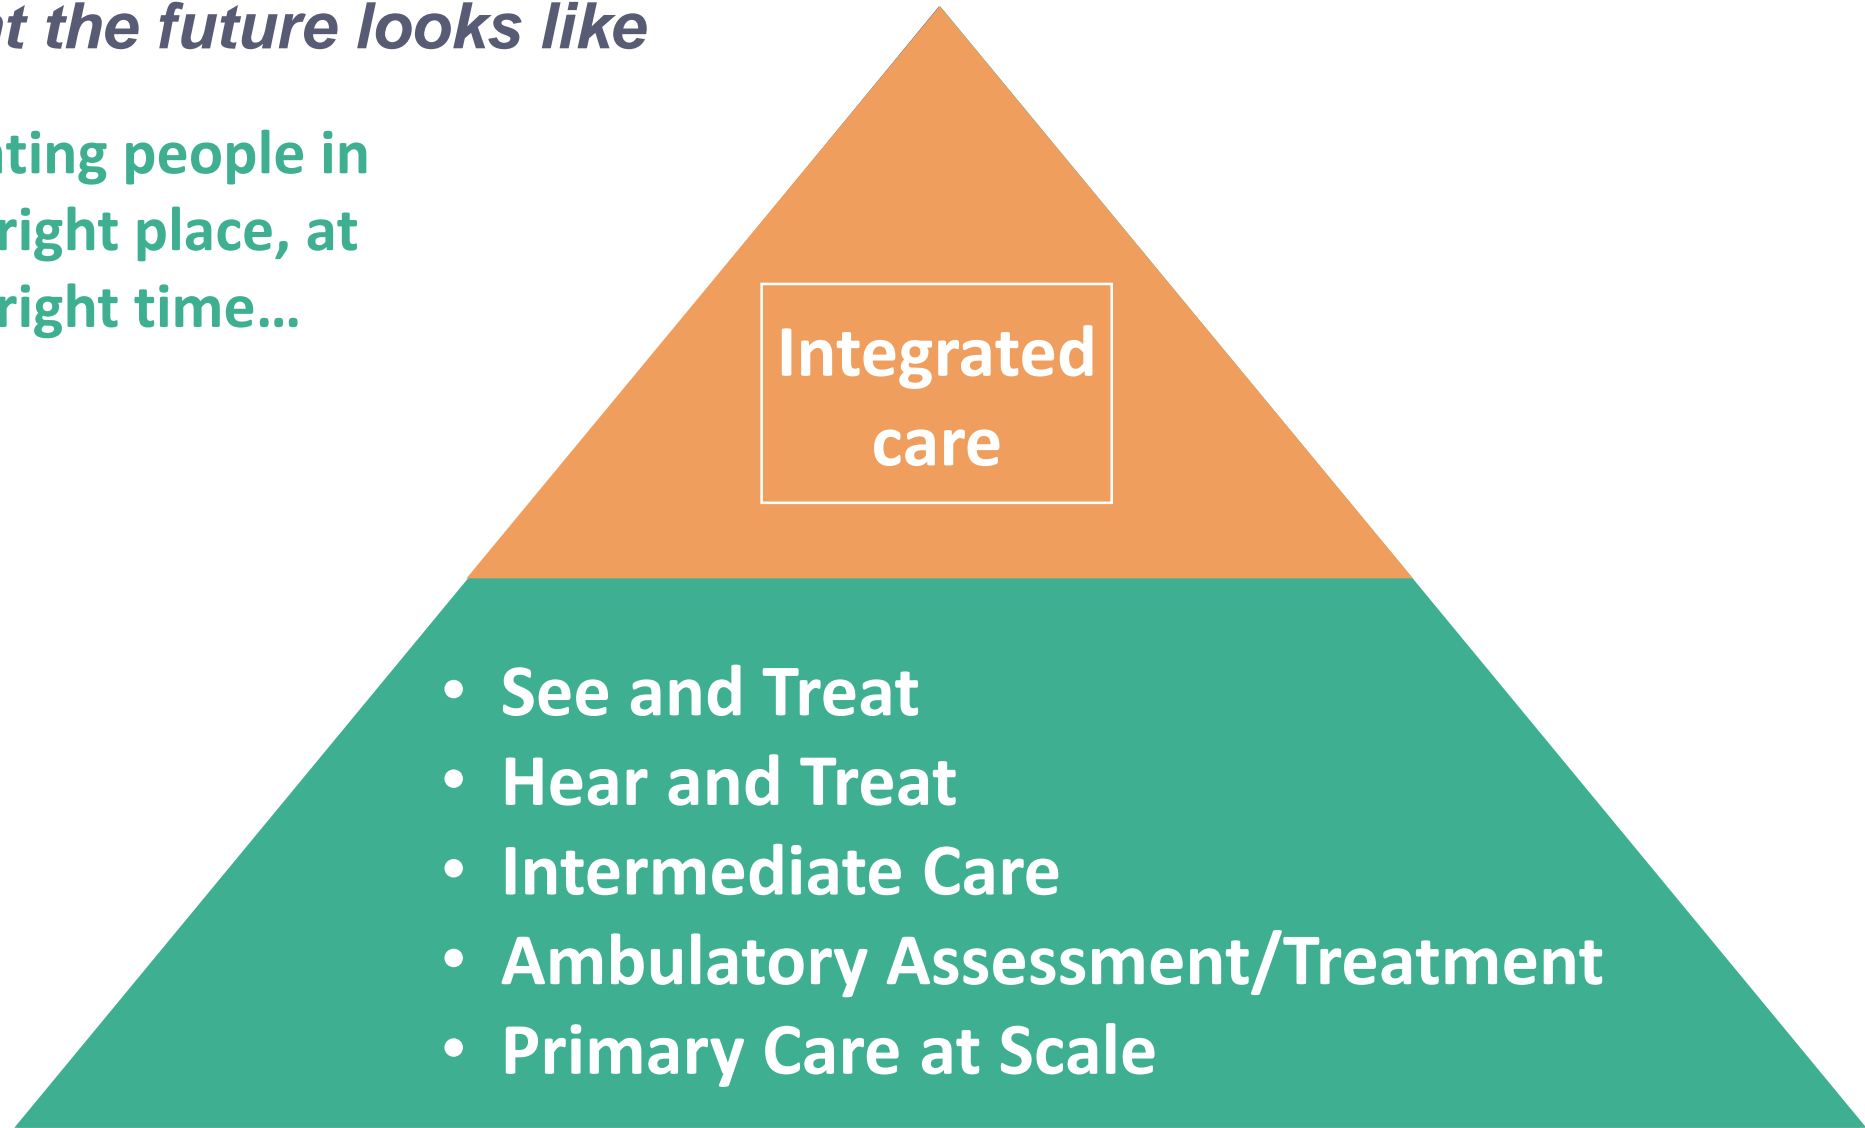 the future looks like
people in
right place, at
right time…
Integrated
care
• See and Treat
• Hear and Treat
• Intermediate Care
• Ambulatory Assessment/Treatment
• Primary Care at Scale